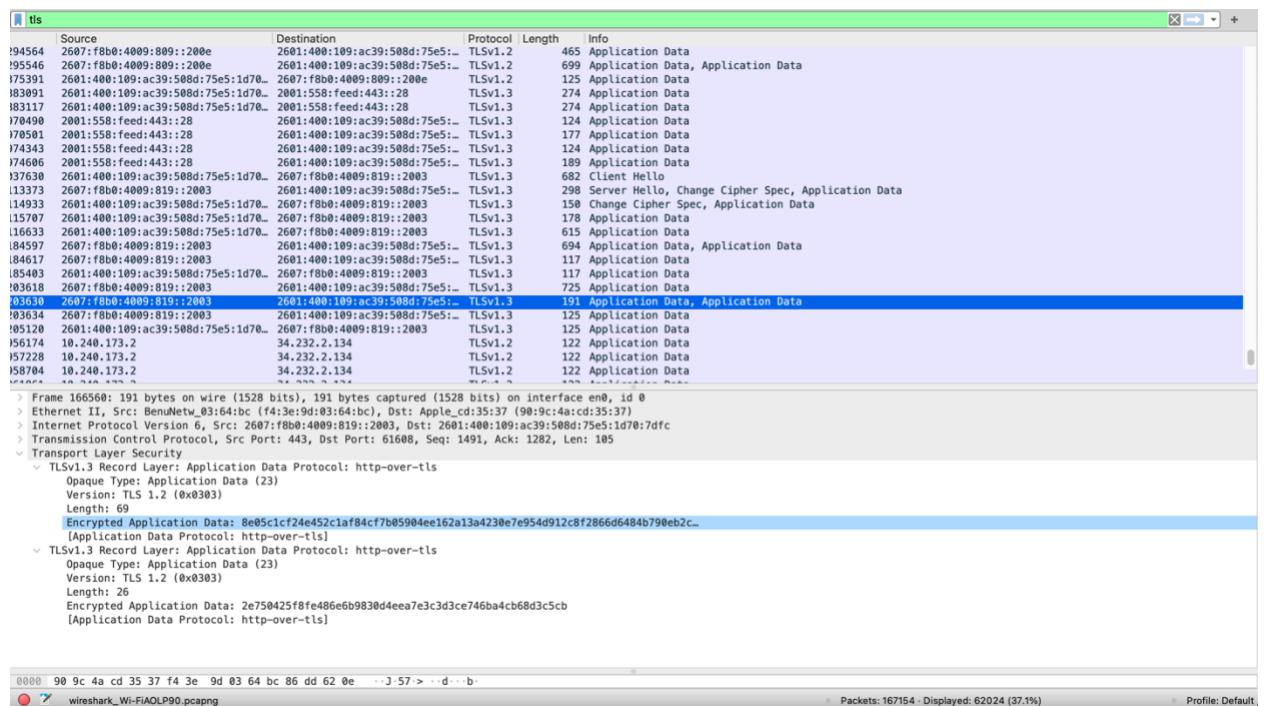 tls
Source Destination Protocol Length Info
294564 2607:f8b0:4009:809::200e 2601:400:109:ac39:508d:75e5:… TLSv1.2 465 Application Data
295546 2607:f8b0:4009:809::200e 2601:400:109:ac39:508d:75e5:… TLSv1.2 699 Application Data, Application Data
375391 2601:400:109:ac39:508d:75e5:1d70… 2607:f8b0:4009:809::200e TLSv1.2 125 Application Data
383091 2601:400:109:ac39:508d:75e5:1d70… 2001:558:feed:443::28 TLSv1.3 274 Application Data
383117 2601:400:109:ac39:508d:75e5:1d70… 2001:558:feed:443::28 TLSv1.3 274 Application Data
970490 2001:558:feed:443::28 2601:400:109:ac39:508d:75e5:… TLSv1.3 124 Application Data
970501 2001:558:feed:443::28 2601:400:109:ac39:508d:75e5:… TLSv1.3 177 Application Data
974343 2001:558:feed:443::28 2601:400:109:ac39:508d:75e5:… TLSv1.3 124 Application Data
974606 2001:558:feed:443::28 2601:400:109:ac39:508d:75e5:… TLSv1.3 189 Application Data
937630 2601:400:109:ac39:508d:75e5:1d70… 2607:f8b0:4009:819::2003 TLSv1.3 682 Client Hello
113373 2607:f8b0:4009:819::2003 2601:400:109:ac39:508d:75e5:… TLSv1.3 298 Server Hello, Change Cipher Spec, Application Data
114933 2601:400:109:ac39:508d:75e5:1d70… 2607:f8b0:4009:819::2003 TLSv1.3 150 Change Cipher Spec, Application Data
115707 2601:400:109:ac39:508d:75e5:1d70… 2607:f8b0:4009:819::2003 TLSv1.3 178 Application Data
116633 2601:400:109:ac39:508d:75e5:1d70… 2607:f8b0:4009:819::2003 TLSv1.3 615 Application Data
184597 2607:f8b0:4009:819::2003 2601:400:109:ac39:508d:75e5:… TLSv1.3 694 Application Data, Application Data
184617 2607:f8b0:4009:819::2003 2601:400:109:ac39:508d:75e5:… TLSv1.3 117 Application Data
185403 2601:400:109:ac39:508d:75e5:1d70… 2607:f8b0:4009:819::2003 TLSv1.3 117 Application Data
203618 2607:f8b0:4009:819::2003 2601:400:109:ac39:508d:75e5:… TLSv1.3 725 Application Data
203630 2607:f8b0:4009:819::2003 2601:400:109:ac39:508d:75e5:… TLSv1.3 191 Application Data, Application Data
203634 2607:f8b0:4009:819::2003 2601:400:109:ac39:508d:75e5:… TLSv1.3 125 Application Data
205120 2601:400:109:ac39:508d:75e5:1d70… 2607:f8b0:4009:819::2003 TLSv1.3 125 Application Data
956174 10.240.173.2 34.232.2.134 TLSv1.2 122 Application Data
957228 10.240.173.2 34.232.2.134 TLSv1.2 122 Application Data
958704 10.240.173.2 34.232.2.134 TLSv1.2 122 Application Data
Frame 166560: 191 bytes on wire (1528 bits), 191 bytes captured (1528 bits) on interface en0, id 0
Ethernet II, Src: BenuNetw_03:64:bc (f4:3e:9d:03:64:bc), Dst: Apple_cd:35:37 (90:9c:4a:cd:35:37)
Internet Protocol Version 6, Src: 2607:f8b0:4009:819::2003, Dst: 2601:400:109:ac39:508d:75e5:1d70:7dfc
Transmission Control Protocol, Src Port: 443, Dst Port: 61608, Seq: 1491, Ack: 1282, Len: 105
Transport Layer Security
TLSv1.3 Record Layer: Application Data Protocol: http-over-tls
Opaque Type: Application Data (23)
Version: TLS 1.2 (0x0303)
Length: 69
Encrypted Application Data: 8e05c1cf24e452c1af84cf7b05904ee162a13a4230e7e954d912c8f2866d6484b790eb2c…
[Application Data Protocol: http-over-tls]
TLSv1.3 Record Layer: Application Data Protocol: http-over-tls
Opaque Type: Application Data (23)
Version: TLS 1.2 (0x0303)
Length: 26
Encrypted Application Data: 2e750425f8fe486e6b9830d4eea7e3c3d3ce746ba4cb68d3c5cb
[Application Data Protocol: http-over-tls]
0000 90 9c 4a cd 35 37 f4 3e 9d 03 64 bc 86 dd 62 0e ··J·57·> ··d···b·
wireshark_Wi-FiAOLP90.pcapng Packets: 167154 · Displayed: 62024 (37.1%) Profile: Default